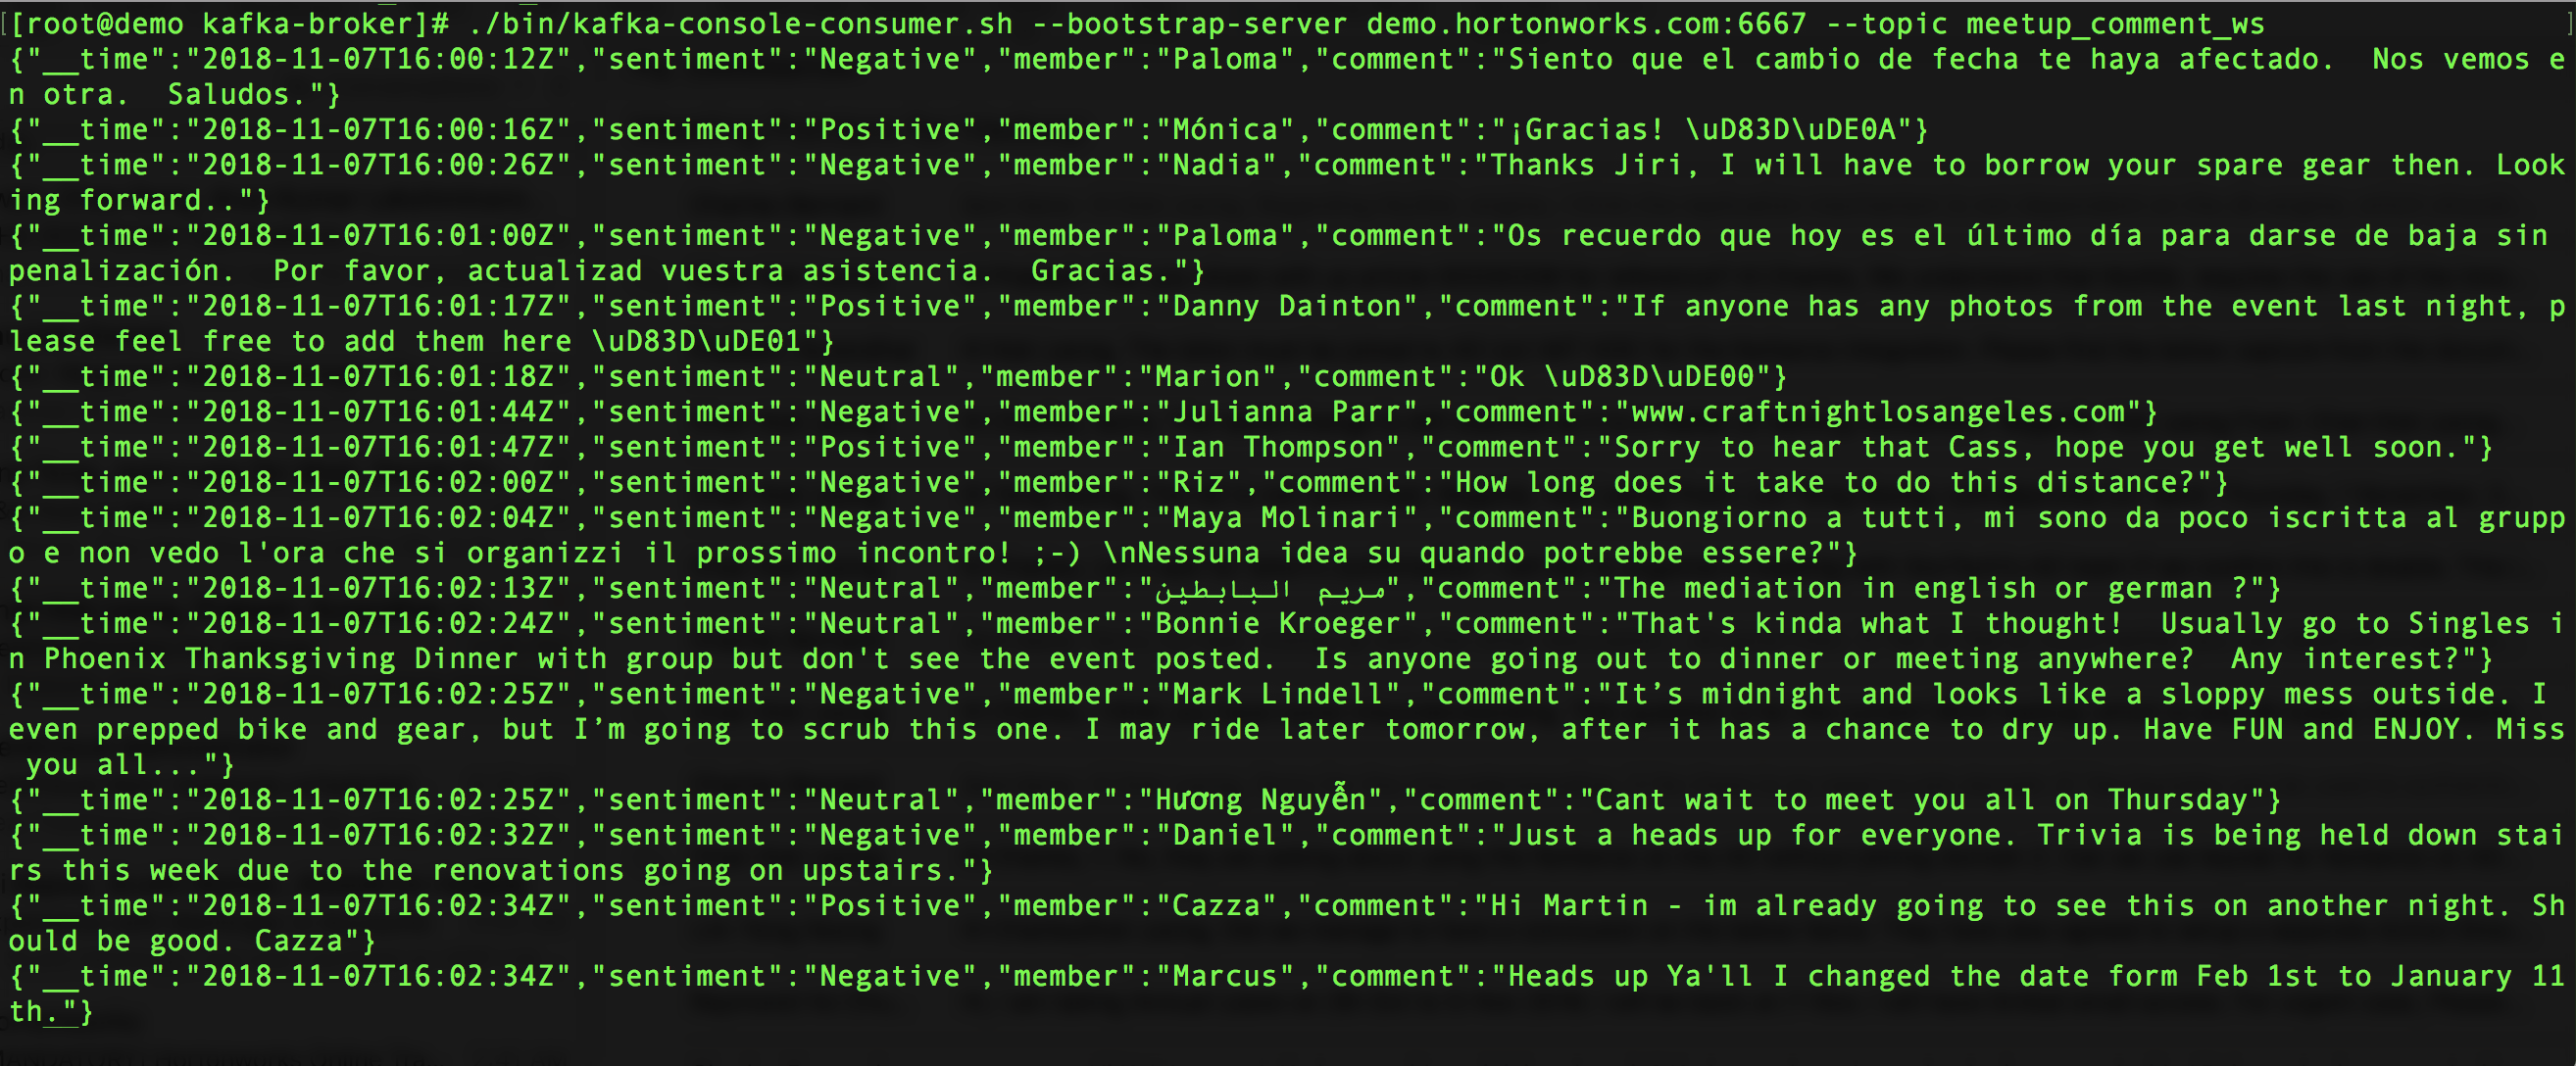 [[root@demo kafka-broker]# ./bin/kafka-console-consumer.sh --bootstrap-server demo.hortonworks.com:6667 --topic meetup_comment_ws ]
{"__time":"2018-11-07T16:00:12Z","sentiment":"Negative","member":"Paloma","comment":"Siento que el cambio de fecha te haya afectado.  Nos vemos e
n otra.  Saludos."}
{"__time":"2018-11-07T16:00:16Z","sentiment":"Positive","member":"Mónica","comment":"¡Gracias! \uD83D\uDE0A"}
{"__time":"2018-11-07T16:00:26Z","sentiment":"Negative","member":"Nadia","comment":"Thanks Jiri, I will have to borrow your spare gear then. Look
ing forward.."}
{"__time":"2018-11-07T16:01:00Z","sentiment":"Negative","member":"Paloma","comment":"Os recuerdo que hoy es el último día para darse de baja sin
penalización.  Por favor, actualizad vuestra asistencia.  Gracias."}
{"__time":"2018-11-07T16:01:17Z","sentiment":"Positive","member":"Danny Dainton","comment":"If anyone has any photos from the event last night, p
lease feel free to add them here \uD83D\uDE01"}
{"__time":"2018-11-07T16:01:18Z","sentiment":"Neutral","member":"Marion","comment":"Ok \uD83D\uDE00"}
{"__time":"2018-11-07T16:01:44Z","sentiment":"Negative","member":"Julianna Parr","comment":"www.craftnightlosangeles.com"}
{"__time":"2018-11-07T16:01:47Z","sentiment":"Positive","member":"Ian Thompson","comment":"Sorry to hear that Cass, hope you get well soon."}
{"__time":"2018-11-07T16:02:00Z","sentiment":"Negative","member":"Riz","comment":"How long does it take to do this distance?"}
{"__time":"2018-11-07T16:02:04Z","sentiment":"Negative","member":"Maya Molinari","comment":"Buongiorno a tutti, mi sono da poco iscritta al grupp
o e non vedo l'ora che si organizzi il prossimo incontro! ;-) \nNessuna idea su quando potrebbe essere?"}
{"__time":"2018-11-07T16:02:13Z","sentiment":"Neutral","member":"مريم البابطين","comment":"The mediation in english or german ?"}
{"__time":"2018-11-07T16:02:24Z","sentiment":"Neutral","member":"Bonnie Kroeger","comment":"That's kinda what I thought!  Usually go to Singles i
n Phoenix Thanksgiving Dinner with group but don't see the event posted.  Is anyone going out to dinner or meeting anywhere?  Any interest?"}
{"__time":"2018-11-07T16:02:25Z","sentiment":"Negative","member":"Mark Lindell","comment":"It’s midnight and looks like a sloppy mess outside. I
even prepped bike and gear, but I’m going to scrub this one. I may ride later tomorrow, after it has a chance to dry up. Have FUN and ENJOY. Miss
 you all..."}
{"__time":"2018-11-07T16:02:25Z","sentiment":"Neutral","member":"Hương Nguyễn","comment":"Cant wait to meet you all on Thursday"}
{"__time":"2018-11-07T16:02:32Z","sentiment":"Negative","member":"Daniel","comment":"Just a heads up for everyone. Trivia is being held down stai
rs this week due to the renovations going on upstairs."}
{"__time":"2018-11-07T16:02:34Z","sentiment":"Positive","member":"Cazza","comment":"Hi Martin - im already going to see this on another night. Sh
ould be good. Cazza"}
{"__time":"2018-11-07T16:02:34Z","sentiment":"Negative","member":"Marcus","comment":"Heads up Ya'll I changed the date form Feb 1st to January 11
th."}